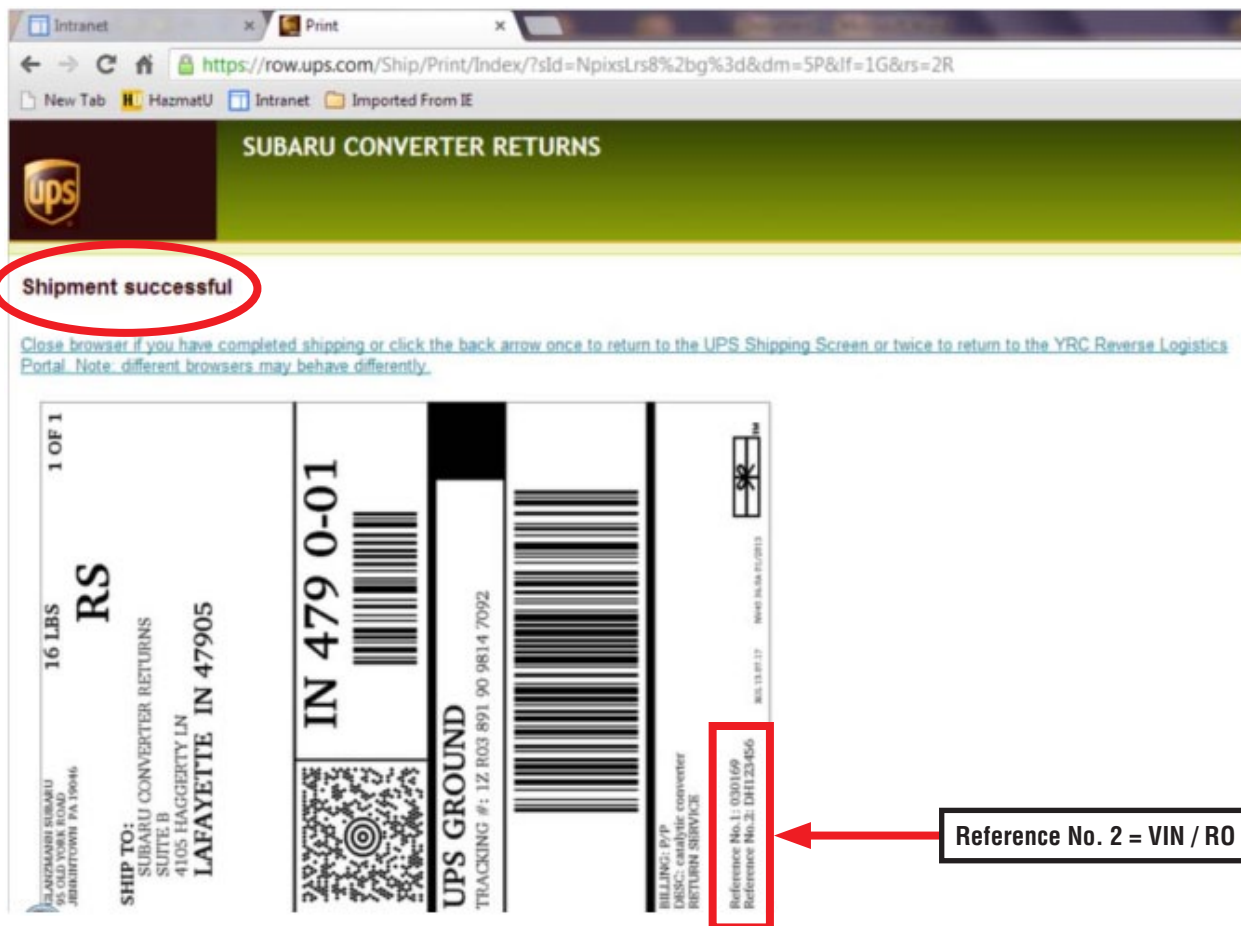 Intranet
Print
https://row.ups.com/Ship/Print/Index/?sId=NpixsLrs8%2bg%3d&dm=5P&lf=1G&rs=2R
New Tab HazmatU Intranet Imported From IE
ups
SUBARU CONVERTER RETURNS
Shipment successful
Close browser if you have completed shipping or click the back arrow once to return to the UPS Shipping Screen or twice to return to the YRC Reverse Logistics
Portal. Note: different browsers may behave differently.
GLANZMANN SUBARU
95 OLD YORK ROAD
JENKINTOWN PA 19046
16 LBS
1 OF 1
RS
SHIP TO:
SUBARU CONVERTER RETURNS
SUITE B
4105 HAGGERTY LN
LAFAYETTE IN 47905
IN 479 0-01
UPS GROUND
TRACKING #: 1Z R03 891 90 9814 7092
BILLING: P/P
DESC: catalytic converter
RETURN SERVICE
Reference No.1: 030169
Reference No.2: DH123456
Reference No. 2 = VIN / RO